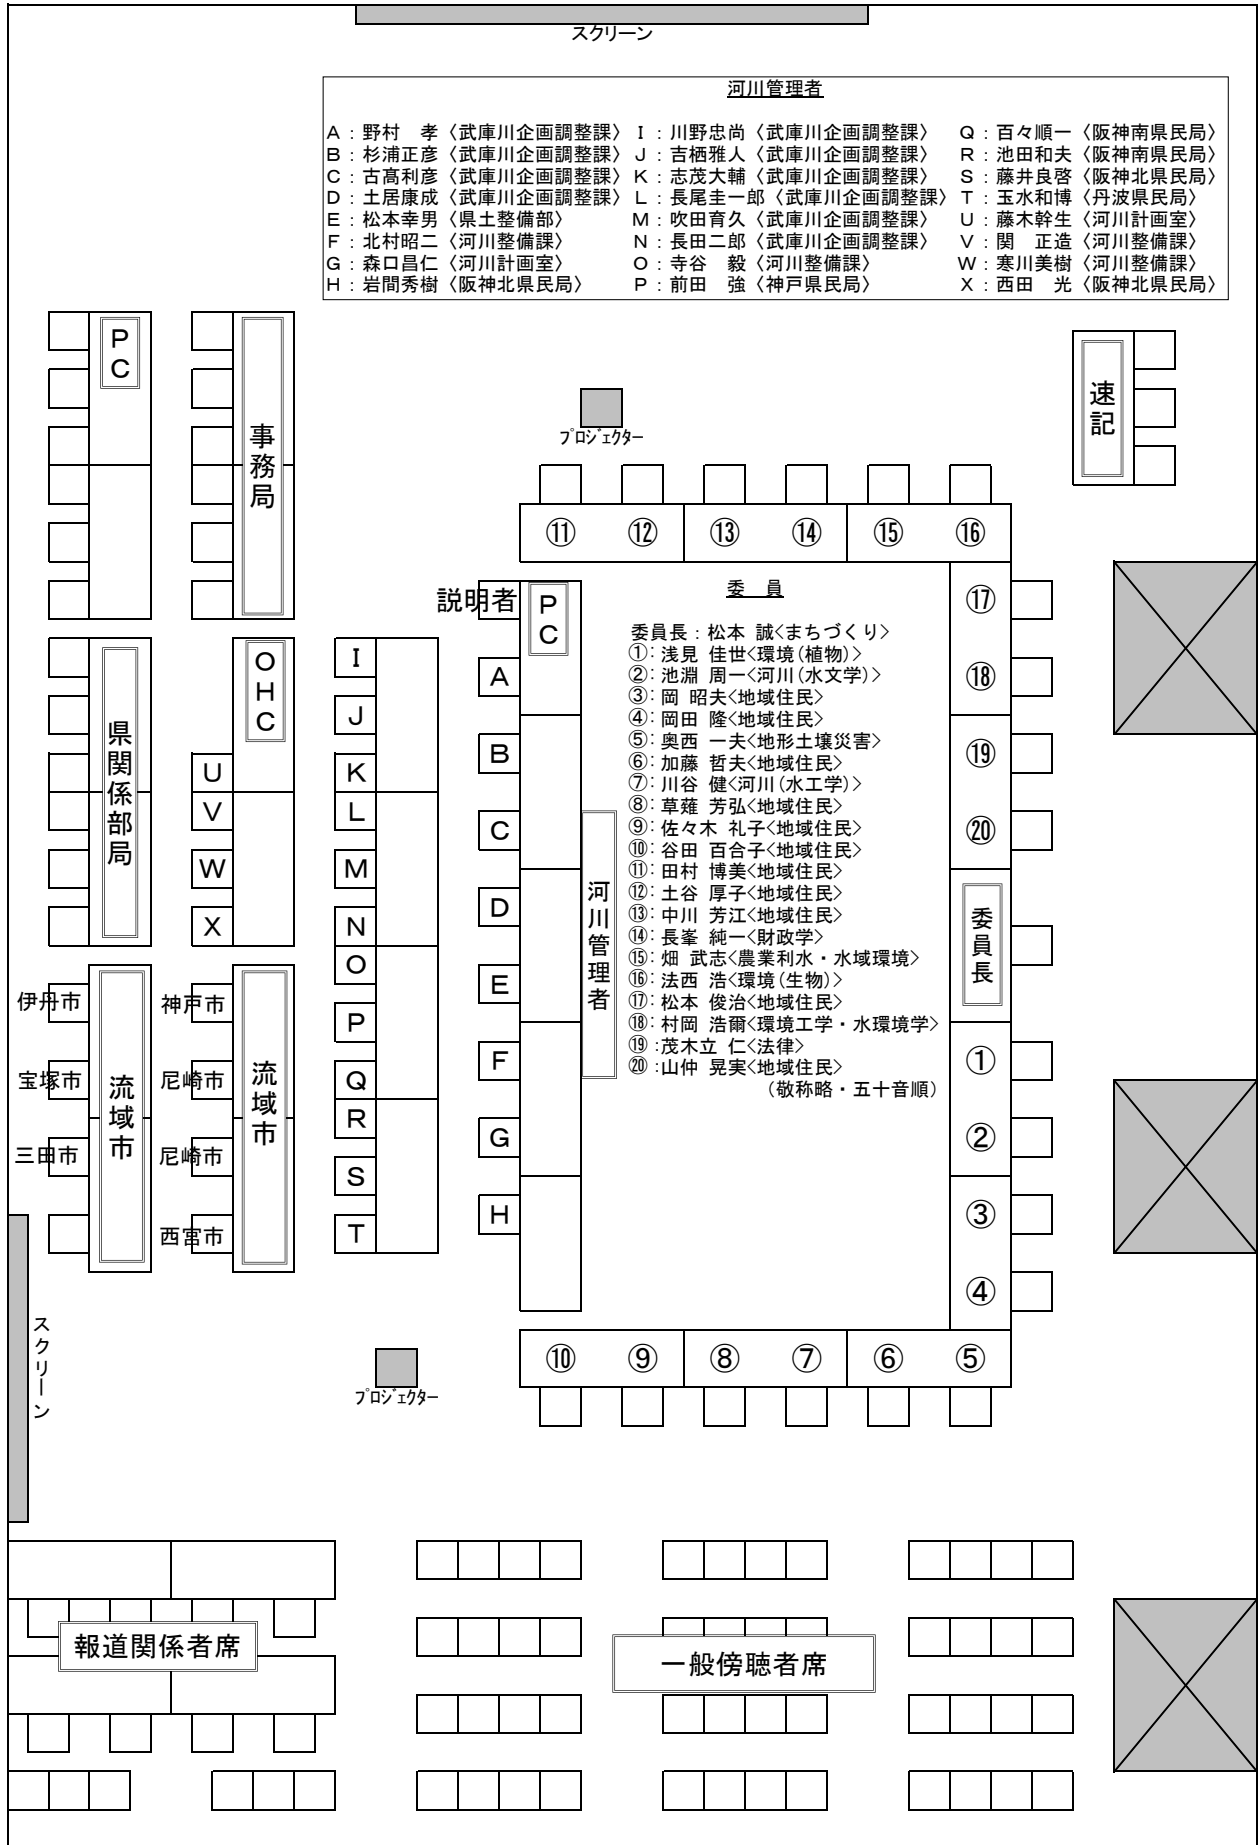 スクリーン
河川管理者
A：野村　孝〈武庫川企画調整課〉 I：川野忠尚〈武庫川企画調整課〉 Q：百々順一〈阪神南県民局〉
B：杉浦正彦〈武庫川企画調整課〉 J：吉栖雅人〈武庫川企画調整課〉 R：池田和夫〈阪神南県民局〉
C：古髙利彦〈武庫川企画調整課〉 K：志茂大輔〈武庫川企画調整課〉 S：藤井良啓〈阪神北県民局〉
D：土居康成〈武庫川企画調整課〉 L：長尾圭一郎〈武庫川企画調整課〉 T：玉水和博〈丹波県民局〉
E：松本幸男〈県土整備部〉 M：吹田育久〈武庫川企画調整課〉 U：藤木幹生〈河川計画室〉
F：北村昭二〈河川整備課〉 N：長田二郎〈武庫川企画調整課〉 V：関　正造〈河川整備課〉
G：森口昌仁〈河川計画室〉 O：寺谷　毅〈河川整備課〉 W：寒川美樹〈河川整備課〉
H：岩間秀樹〈阪神北県民局〉 P：前田　強〈神戸県民局〉 X：西田　光〈阪神北県民局〉
PC
事務局
速記
プロジェクター
⑪ ⑫ ⑬ ⑭ ⑮ ⑯
説明者
PC
委　員
委員長：松本 誠<まちづくり>
①：浅見 佳世<環境(植物)>
②：池淵 周一<河川(水文学)>
③：岡 昭夫<地域住民>
④：岡田 隆<地域住民>
⑤：奥西 一夫<地形土壌災害>
⑥：加藤 哲夫<地域住民>
⑦：川谷 健<河川(水工学)>
⑧：草薙 芳弘<地域住民>
⑨：佐々木 礼子<地域住民>
⑩：谷田 百合子<地域住民>
⑪：田村 博美<地域住民>
⑫：土谷 厚子<地域住民>
⑬：中川 芳江<地域住民>
⑭：長峯 純一<財政学>
⑮：畑 武志<農業利水・水域環境>
⑯：法西 浩<環境(生物)>
⑰：松本 俊治<地域住民>
⑱：村岡 浩爾<環境工学・水環境学>
⑲：茂木立 仁<法律>
⑳：山仲 晃実<地域住民>
（敬称略・五十音順）
⑰
⑱
⑲
⑳
委員長
①
②
③
④
A
B
C
D
E
F
G
H
河川管理者
I
J
K
L
M
N
O
P
Q
R
S
T
OHC
U
V
W
X
県関係部局
伊丹市
宝塚市
三田市
流域市
神戸市
尼崎市
尼崎市
西宮市
流域市
⑩ ⑨ ⑧ ⑦ ⑥ ⑤
プロジェクター
スクリーン
報道関係者席
一般傍聴者席